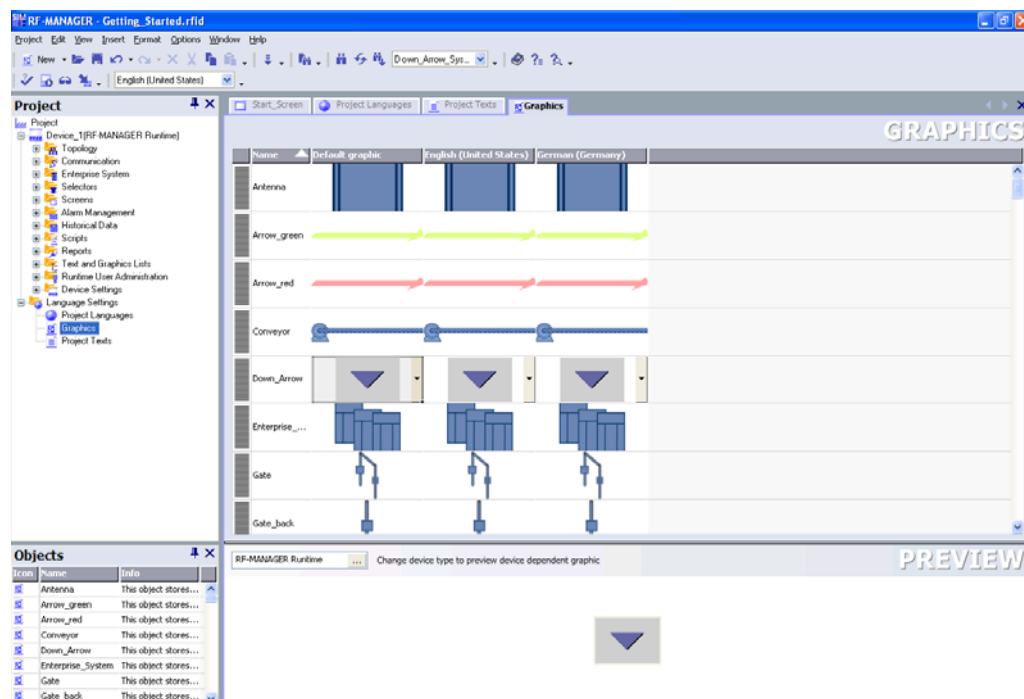 RF-MANAGER - Getting_Started.rfid
Project Edit View Insert Format Options Window Help
New
Down_Arrow_Sys...
English (United States)
Project
Start_Screen Project Languages Project Texts Graphics
GRAPHICS
Project
Device_1(RF-MANAGER Runtime)
Topology
Communication
Enterprise System
Selectors
Screens
Alarm Management
Historical Data
Scripts
Reports
Text and Graphics Lists
Runtime User Administration
Device Settings
Language Settings
Project Languages
Graphics
Project Texts
Name Default graphic English (United States) German (Germany)
Antenna
Arrow_green
Arrow_red
Conveyor
Down_Arrow
Enterprise_...
Gate
Gate_back
Objects
Icon Name Info
Antenna This object stores...
Arrow_green This object stores...
Arrow_red This object stores...
Conveyor This object stores...
Down_Arrow This object stores...
Enterprise_System This object stores...
Gate This object stores...
Gate_back This object stores...
RF-MANAGER Runtime ... Change device type to preview device dependent graphic
PREVIEW